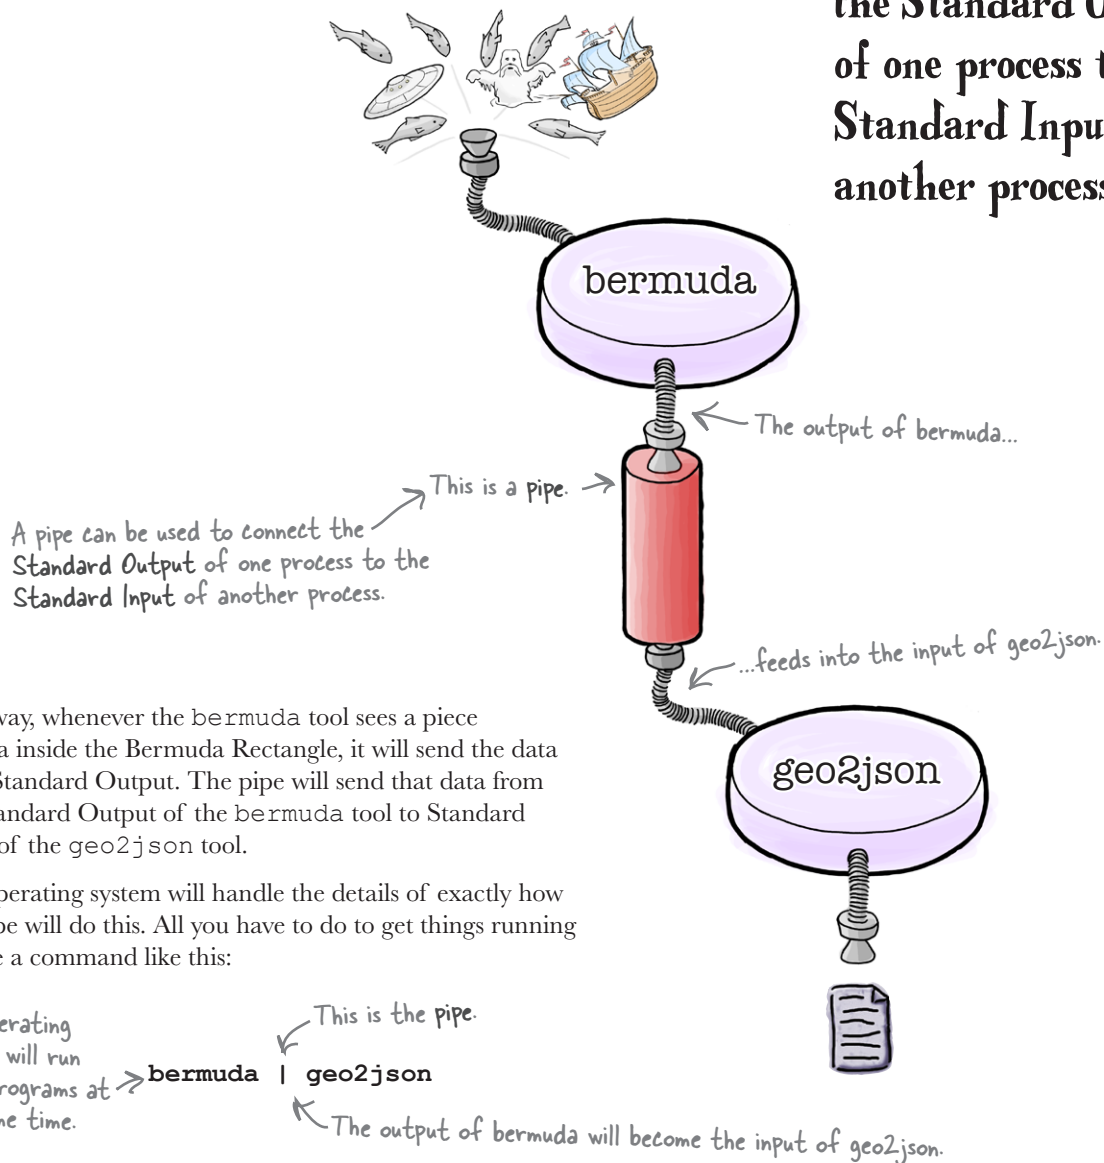 the Standard O
of one process t
Standard Inpu
another process
bermuda
The output of bermuda...
This is a pipe.
A pipe can be used to connect the
Standard Output of one process to the
Standard Input of another process.
...feeds into the input of geo2json.
way, whenever the bermuda tool sees a piece
a inside the Bermuda Rectangle, it will send the data
Standard Output. The pipe will send that data from
andard Output of the bermuda tool to Standard
of the geo2json tool.
geo2json
perating system will handle the details of exactly how
pe will do this. All you have to do to get things running
e a command like this:
This is the pipe.
erating
will run
rograms at
me time.
bermuda | geo2json
The output of bermuda will become the input of geo2json.